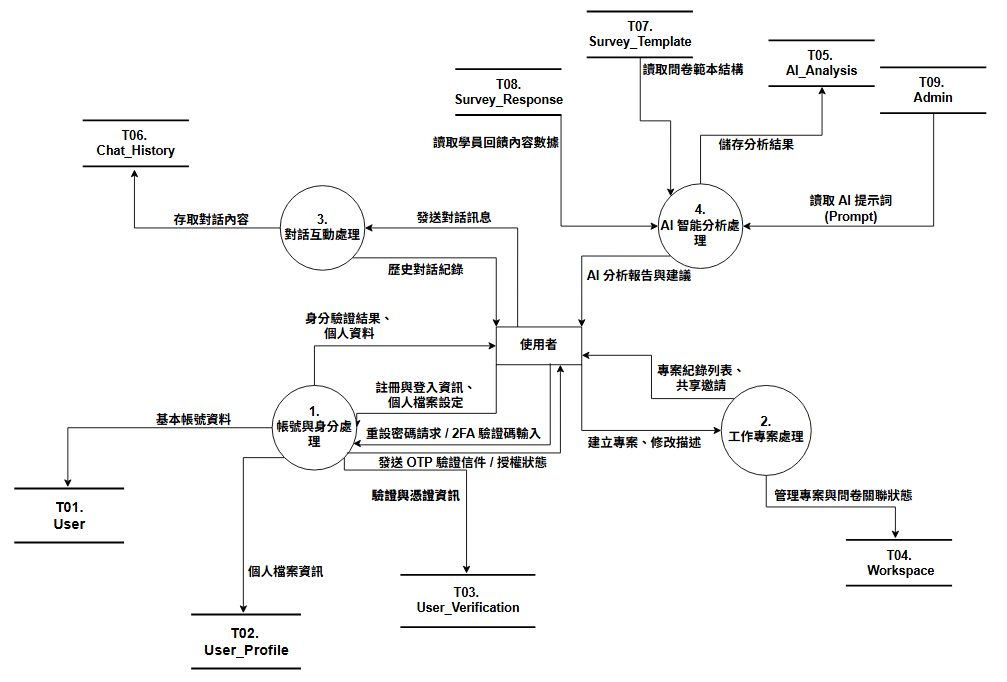 T07.
Survey_Template
T05.
AI_Analysis
讀取問卷範本結構
T09.
Admin
T08.
Survey_Response
T06.
Chat_History
讀取學員回饋內容數據
儲存分析結果
讀取 AI 提示詞
(Prompt)
存取對話內容
3.
對話互動處理
發送對話訊息
4.
AI 智能分析處
理
歷史對話紀錄
AI 分析報告與建議
身分驗證結果、
個人資料
使用者
專案紀錄列表、
共享邀請
註冊與登入資訊、
個人檔案設定
基本帳號資料
1.
帳號與身分處
理
重設密碼請求 / 2FA 驗證碼輸入
建立專案、修改描述
2.
工作專案處理
發送 OTP 驗證信件 / 授權狀態
驗證與憑證資訊
管理專案與問卷關聯狀態
T01.
User
T04.
Workspace
個人檔案資訊
T03.
User_Verification
T02.
User_Profile